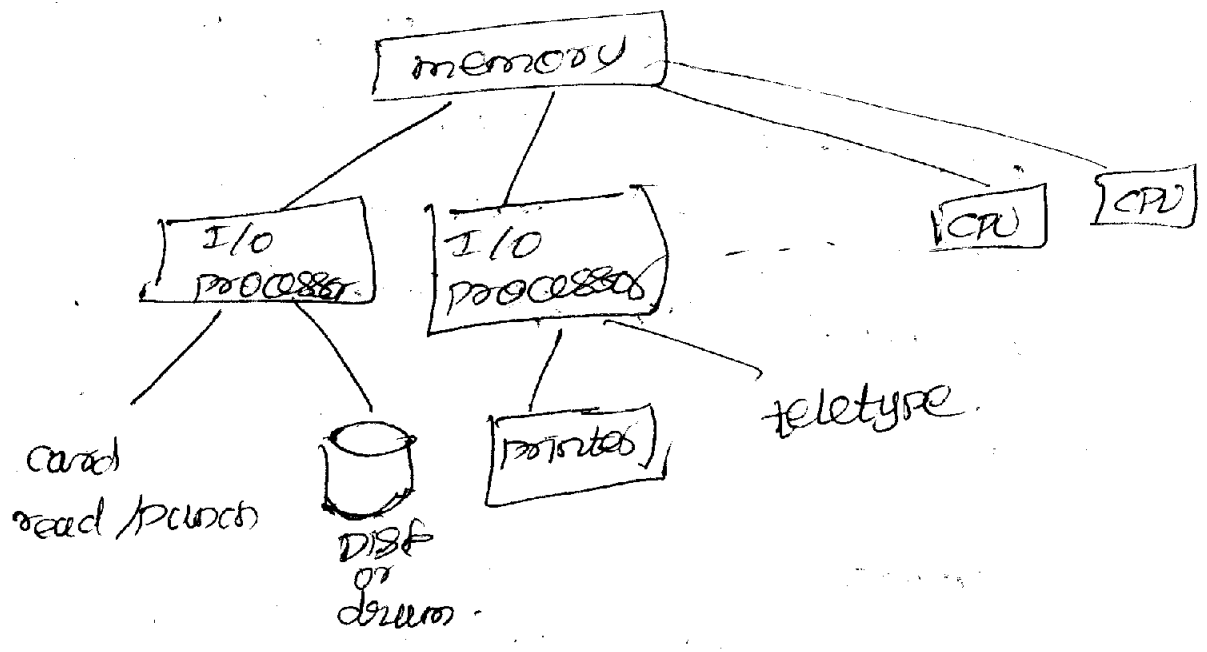 memory
I/O
processor.
I/O
processor
CPU
CPU
card
read/punch
DISK
or
drum.
printer
teletype.